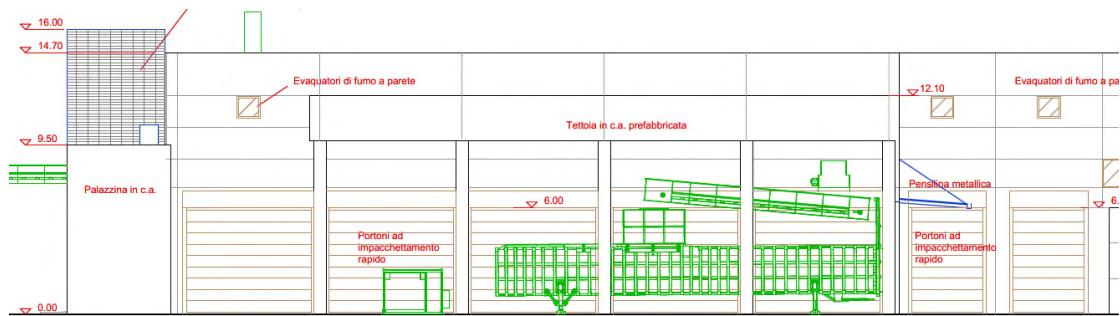 16.00
14.70
Evaquatori di fumo a parete
Evaquatori di fumo a pa
12.10
Tettoia in c.a. prefabbricata
9.50
Palazzina in c.a.
Pensilina metallica
6.00
6.
Portoni ad
impacchettamento
rapido
Portoni ad
impacchettamento
rapido
0.00